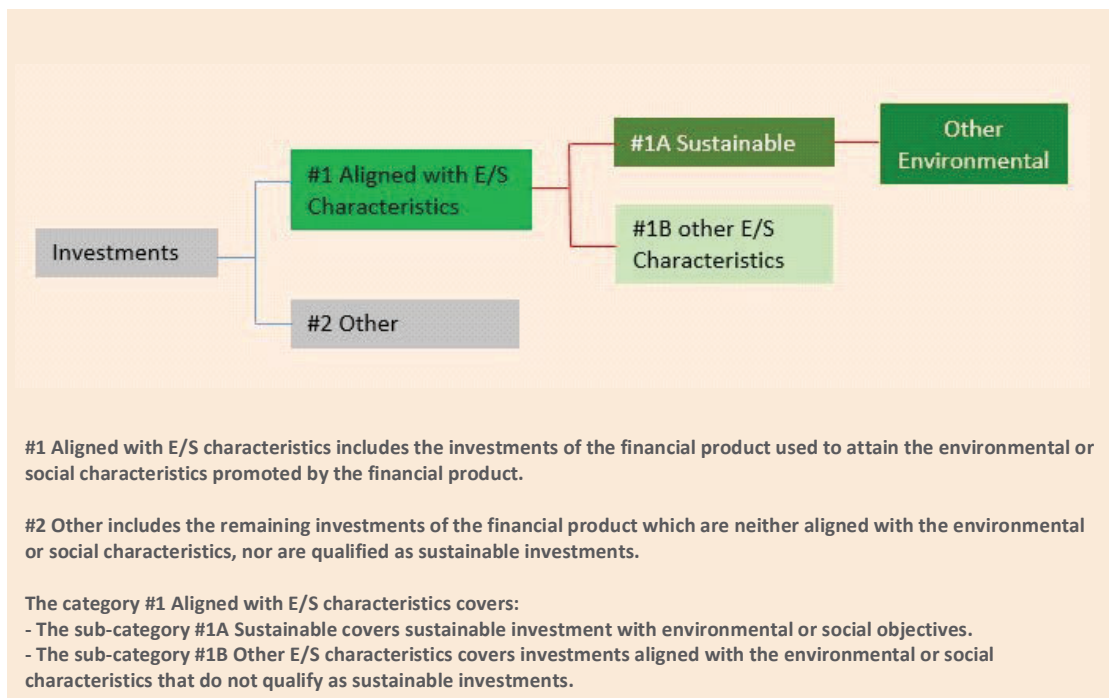 Investments
#1 Aligned with E/S
Characteristics
#2 Other
#1A Sustainable
#1B other E/S
Characteristics
Other
Environmental
#1 Aligned with E/S characteristics includes the investments of the financial product used to attain the environmental or
social characteristics promoted by the financial product.
#2 Other includes the remaining investments of the financial product which are neither aligned with the environmental
or social characteristics, nor are qualified as sustainable investments.
The category #1 Aligned with E/S characteristics covers:
- The sub-category #1A Sustainable covers sustainable investment with environmental or social objectives.
- The sub-category #1B Other E/S characteristics covers investments aligned with the environmental or social
characteristics that do not qualify as sustainable investments.